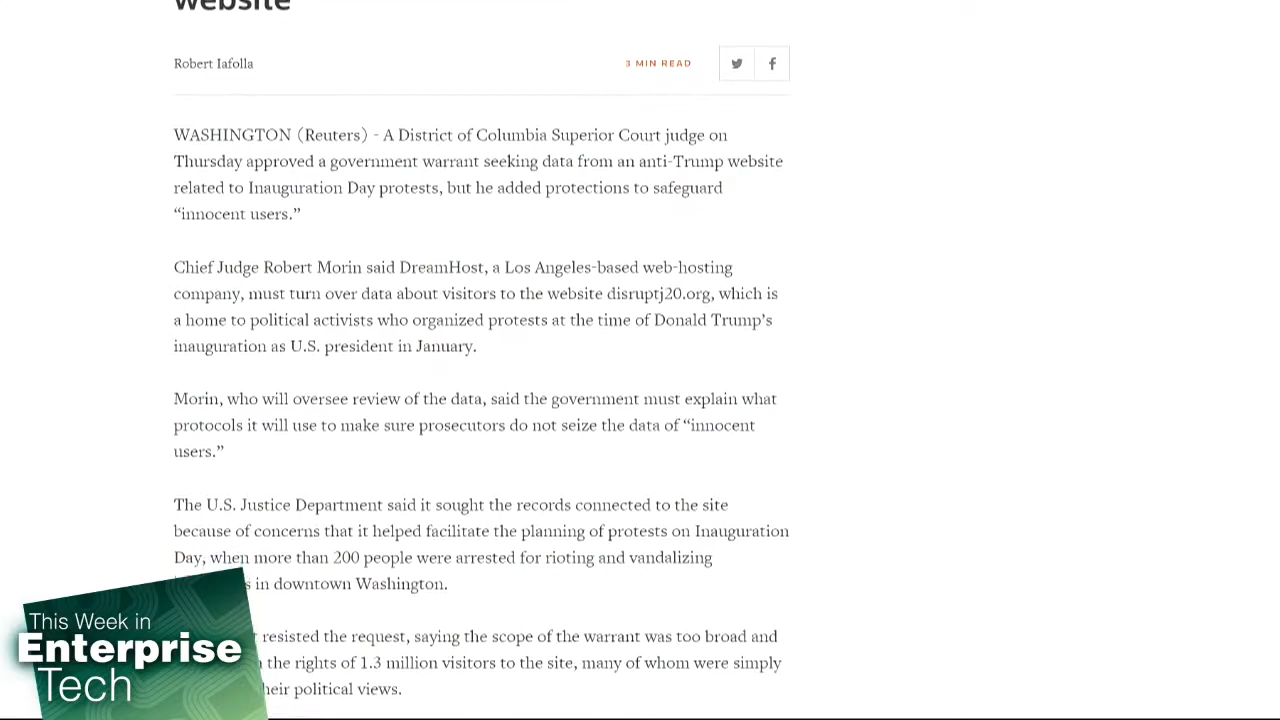 website
Robert Iafolla
3 MIN READ
WASHINGTON (Reuters) - A District of Columbia Superior Court judge on
Thursday approved a government warrant seeking data from an anti-Trump website
related to Inauguration Day protests, but he added protections to safeguard
“innocent users.”
Chief Judge Robert Morin said DreamHost, a Los Angeles-based web-hosting
company, must turn over data about visitors to the website disruptj20.org, which is
a home to political activists who organized protests at the time of Donald Trump’s
inauguration as U.S. president in January.
Morin, who will oversee review of the data, said the government must explain what
protocols it will use to make sure prosecutors do not seize the data of “innocent
users.”
The U.S. Justice Department said it sought the records connected to the site
because of concerns that it helped facilitate the planning of protests on Inauguration
Day, when more than 200 people were arrested for rioting and vandalizing
in downtown Washington.
resisted the request, saying the scope of the warrant was too broad and
the rights of 1.3 million visitors to the site, many of whom were simply
their political views.
This Week in
Enterprise
Tech